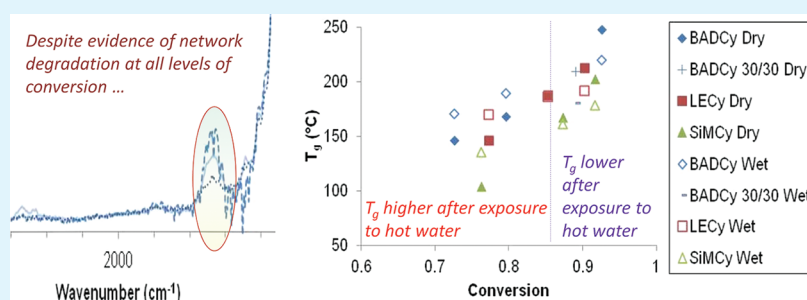 Despite evidence of network
degradation at all levels of
conversion ...
2000
Wavenumber (cm⁻¹)
250
200
150
100
50
Tg (°C)
0.6
0.7
0.8
0.9
1
Conversion
Tg higher after exposure
to hot water
Tg lower
after
exposure to
hot water
BADCy Dry
BADCy 30/30 Dry
LECy Dry
SiMCy Dry
BADCy Wet
BADCy 30/30 Wet
LECy Wet
SiMCy Wet